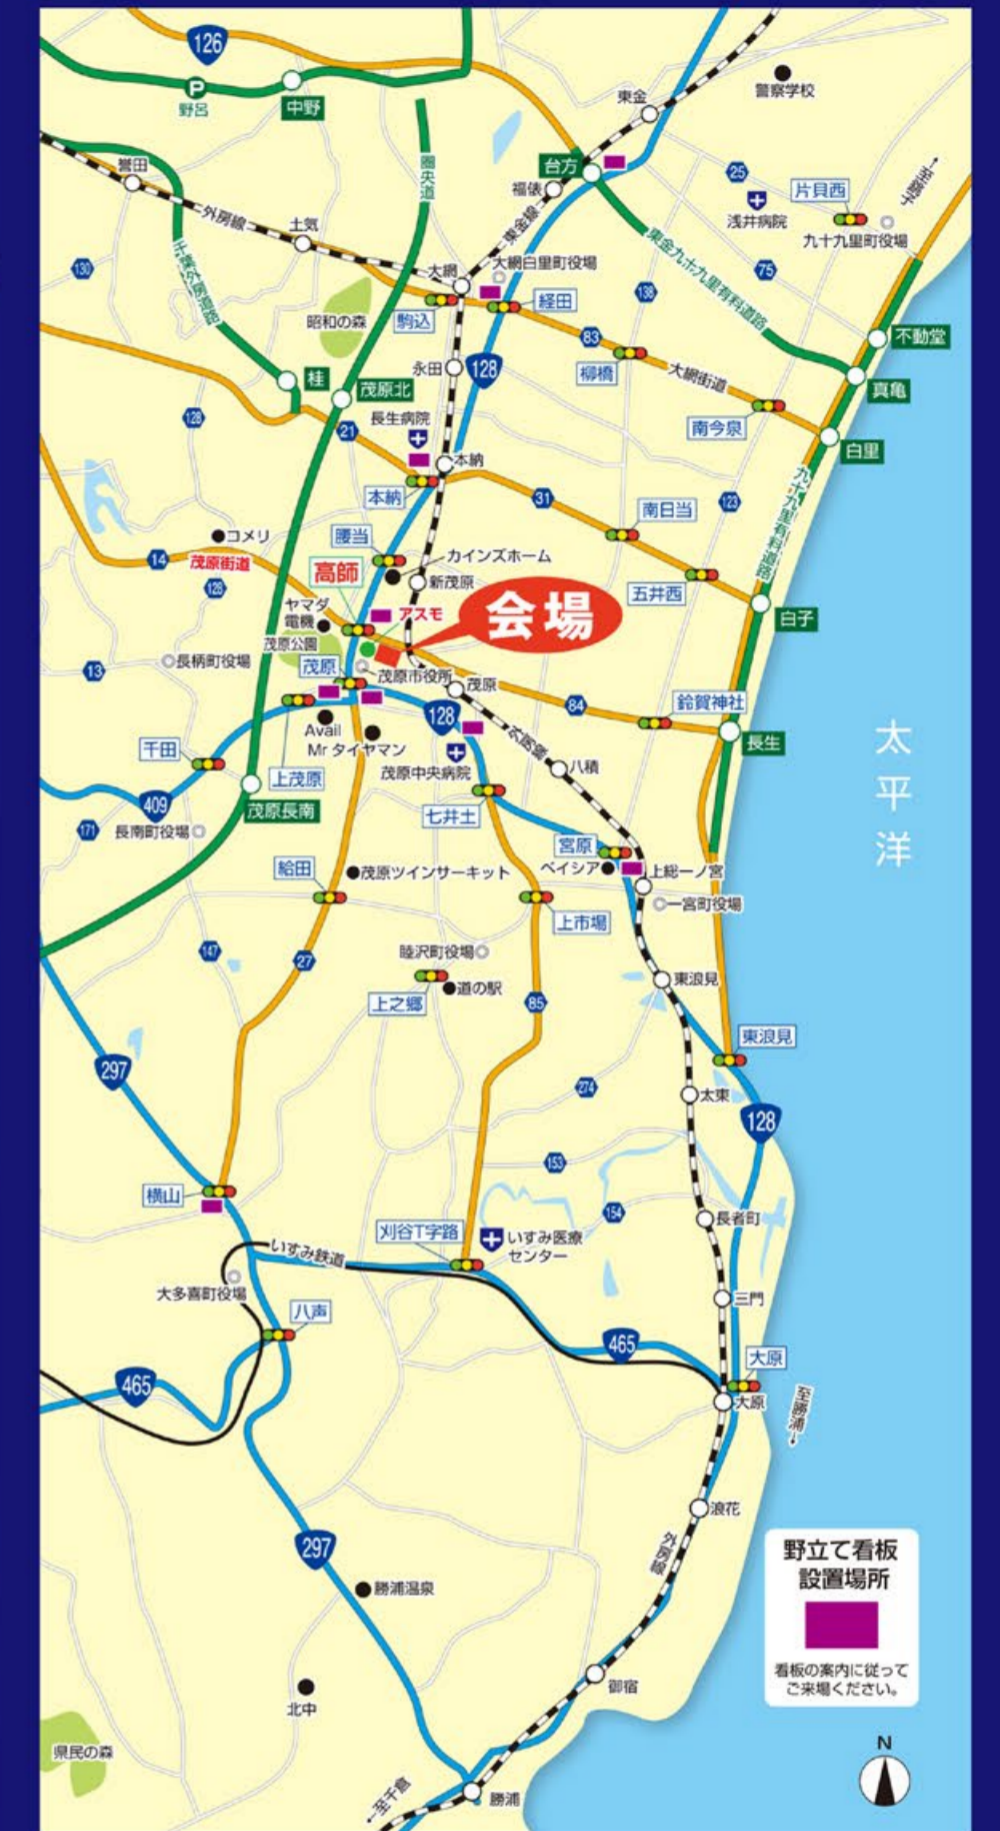 126
P
野呂
中野
東金
警察学校
圏央道
台方
誉田
福俵
25
片貝西
至銚子
浅井病院
九十九里町役場
外房線
土気
東金線
東金九十九里有料道路
千葉外房道路
130
大網
大網白里町役場
75
138
昭和の森
駒込
経田
83
不動堂
永田
128
柳橋
大網街道
桂
茂原北
真亀
128
21
長生病院
南今泉
白里
本納
本納
31
123
九十九里有料道路
南日当
コメリ
腰当
14
茂原街道
高師
カインズホーム
新茂原
五井西
128
ヤマダ
電機
アスモ
会場
白子
茂原公園
長柄町役場
茂原
茂原市役所
茂原
13
84
鈴鹿神社
128
Avail
Mr タイヤマン
外房線
長生
太平洋
千田
上茂原
茂原中央病院
八積
409
茂原長南
171
長南町役場
七井土
宮原
給田
茂原ツインサーキット
ベイシア
上総一ノ宮
一宮町役場
上市場
147
27
睦沢町役場
上之郷
道の駅
東浪見
85
東浪見
297
274
太東
128
153
横山
154
長者町
刈谷T字路
いすみ医療
センター
いすみ鉄道
大多喜町役場
三門
八声
465
465
大原
大原
至勝浦
浪花
297
外房線
野立て看板
設置場所
勝浦温泉
看板の案内に従って
ご来場ください。
御宿
北中
県民の森
N
至千倉
勝浦